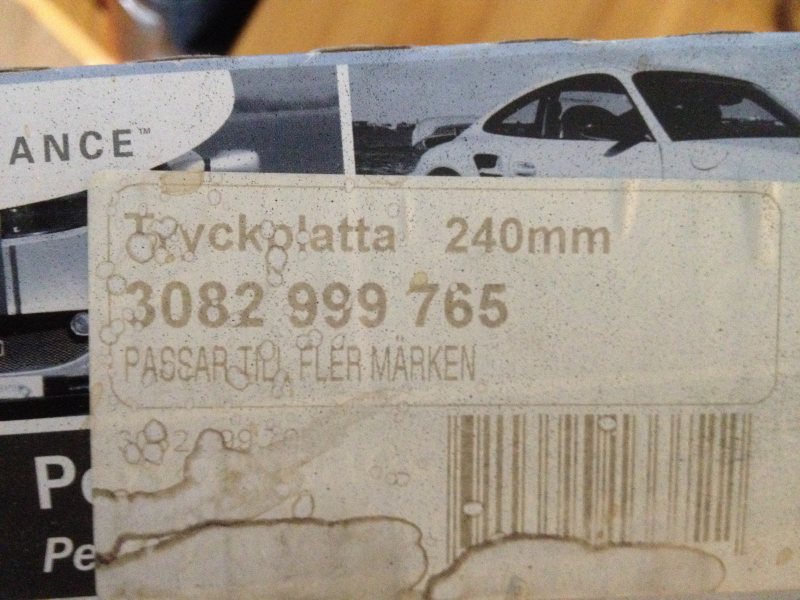 ANCE™
Tryckplatta 240mm
3082 999 765
PASSAR TILL FLER MÄRKEN